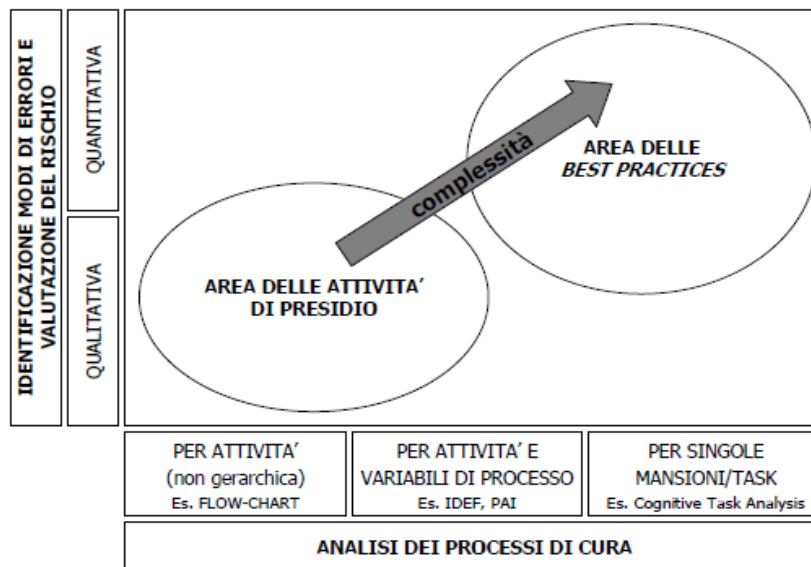 IDENTIFICAZIONE MODI DI ERRORI E
VALUTAZIONE DEL RISCHIO
QUANTITATIVA
QUALITATIVA
complessità
AREA DELLE
BEST PRACTICES
AREA DELLE ATTIVITA’
DI PRESIDIO
PER ATTIVITA’
(non gerarchica)
Es. FLOW-CHART
PER ATTIVITA’ E
VARIABILI DI PROCESSO
Es. IDEF, PAI
PER SINGOLE
MANSIONI/TASK
Es. Cognitive Task Analysis
ANALISI DEI PROCESSI DI CURA